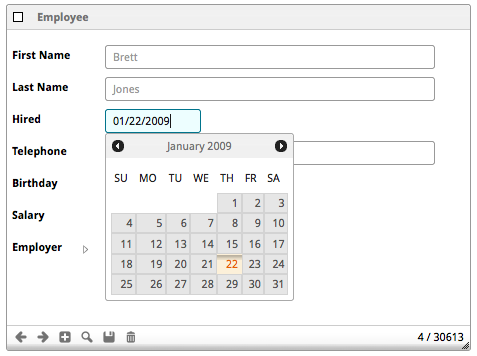 Employee
First Name Brett
Last Name Jones
Hired 01/22/2009
Telephone January 2009
SU MO TU WE TH FR SA
Birthday
1 2 3
4 5 6 7 8 9 10
Salary
11 12 13 14 15 16 17
Employer
18 19 20 21 22 23 24
25 26 27 28 29 30 31
4 / 30613